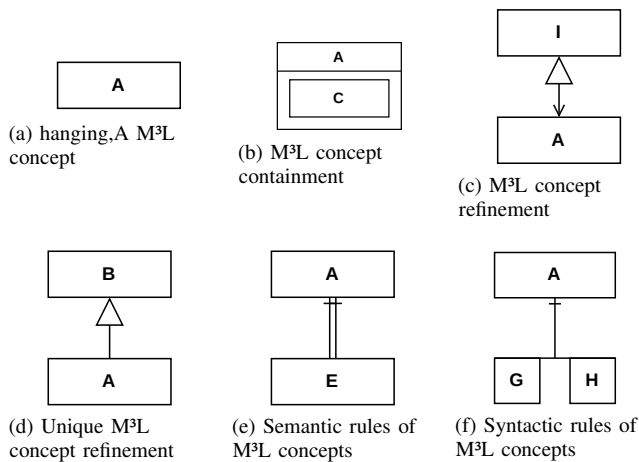 A
(a) hanging,A M³L
concept
A
C
(b) M³L concept
containment
I
A
(c) M³L concept
refinement
B
A
(d) Unique M³L
concept refinement
A
E
(e) Semantic rules of
M³L concepts
A
G H
(f) Syntactic rules of
M³L concepts